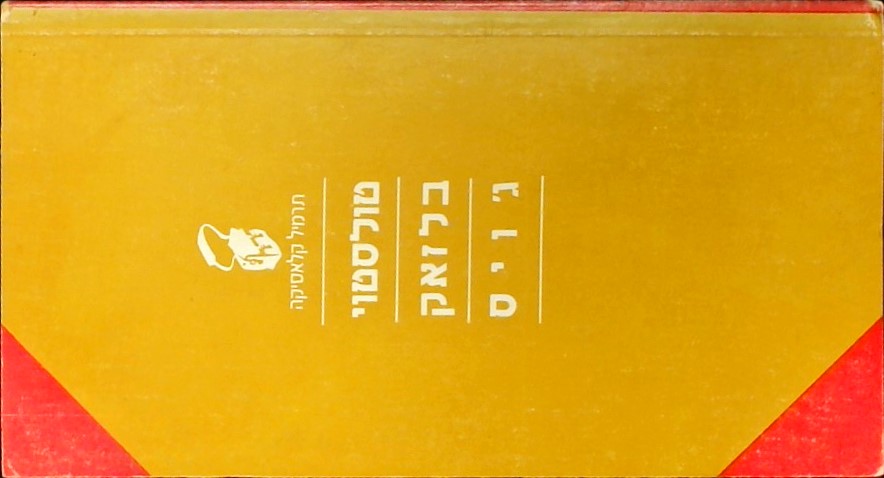 תרמיל קלאסיקה
טולסטוי
בלזאק
ג'ויס